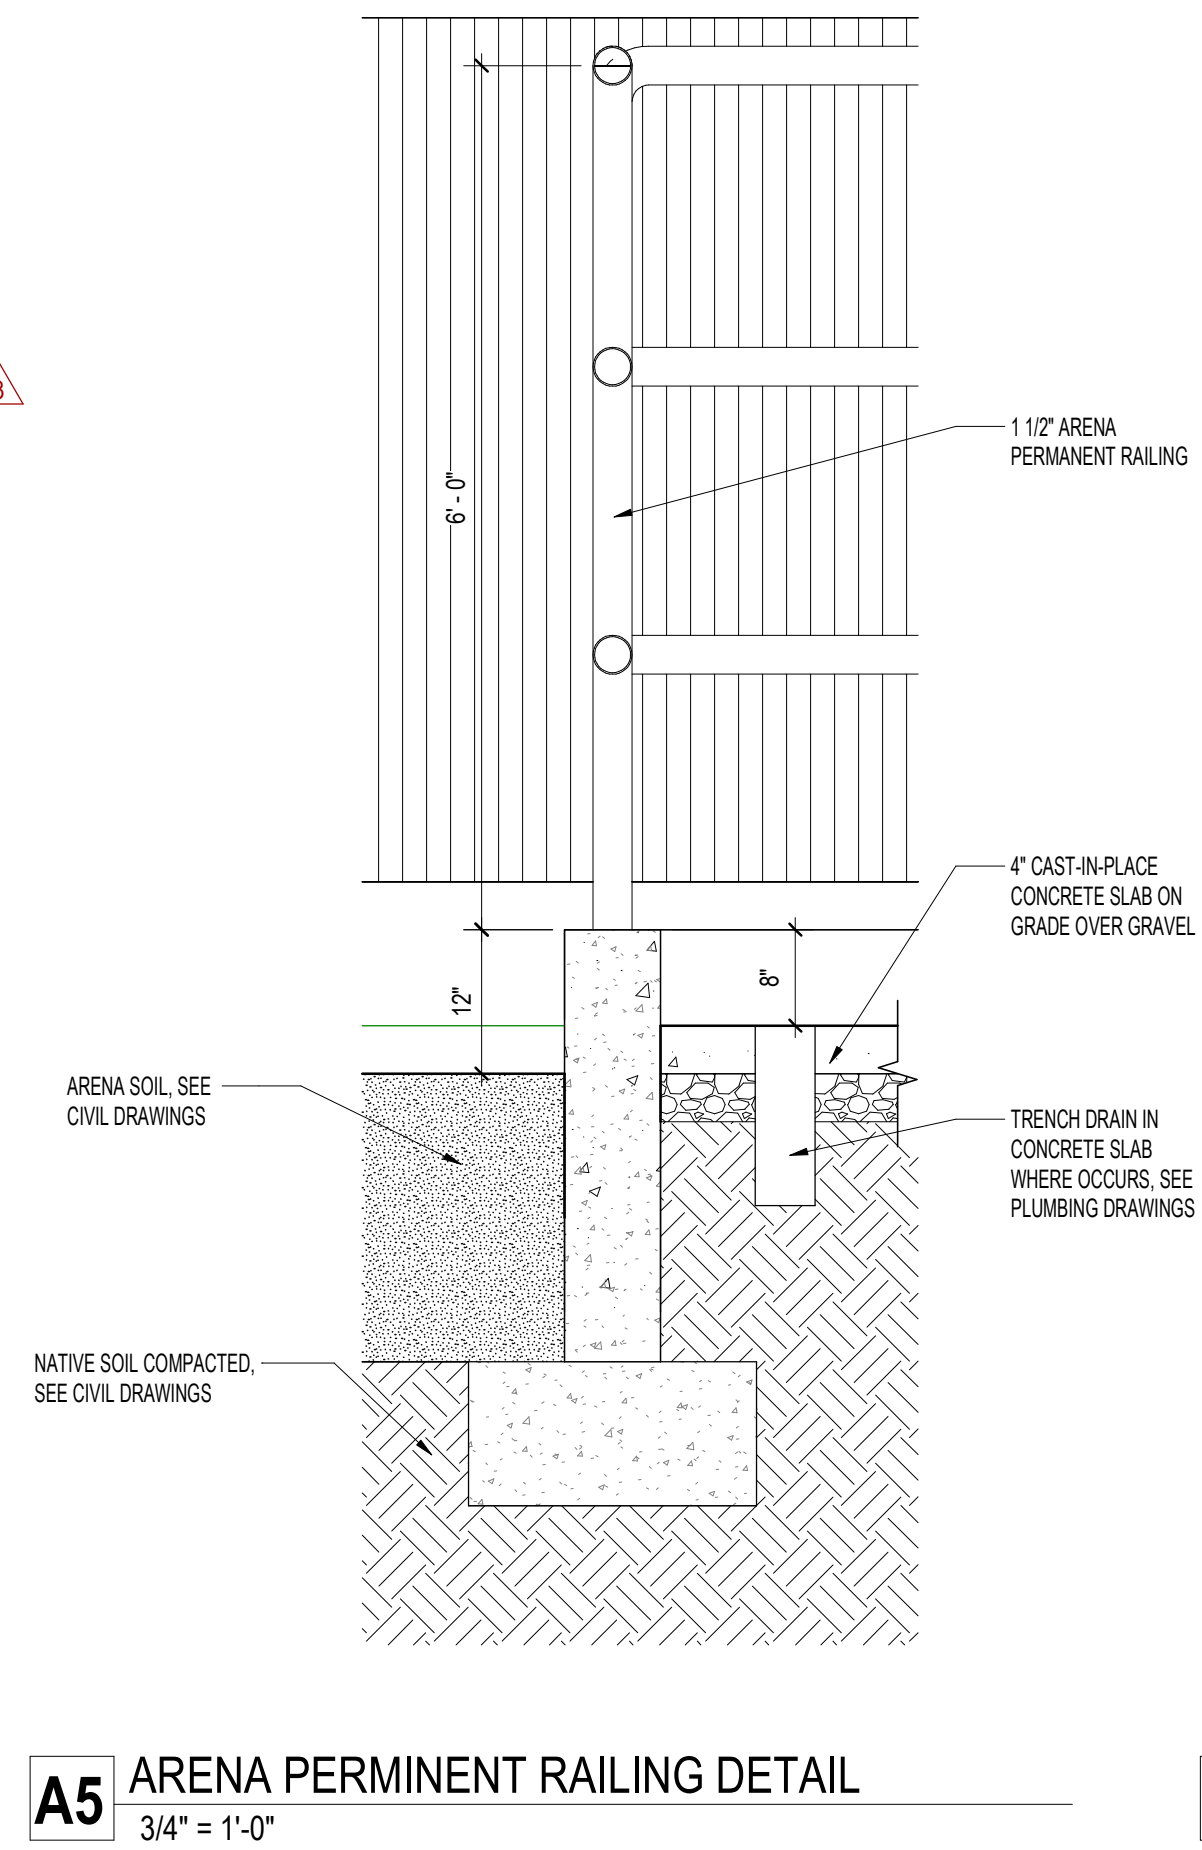 6' - 0"
3
1 1/2" ARENA
PERMANENT RAILING
4" CAST-IN-PLACE
CONCRETE SLAB ON
GRADE OVER GRAVEL
8"
12"
ARENA SOIL, SEE
CIVIL DRAWINGS
TRENCH DRAIN IN
CONCRETE SLAB
WHERE OCCURS, SEE
PLUMBING DRAWINGS
NATIVE SOIL COMPACTED,
SEE CIVIL DRAWINGS
A5 ARENA PERMINENT RAILING DETAIL
3/4" = 1'-0"